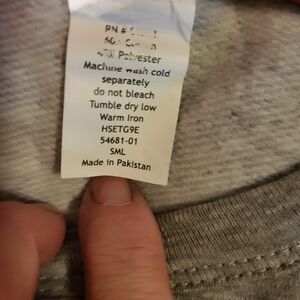 RN #
Polyester
Machine wash cold
separately
do not bleach
Tumble dry low
Warm Iron
HSETG9E
54681-01
SML
Made in Pakistan